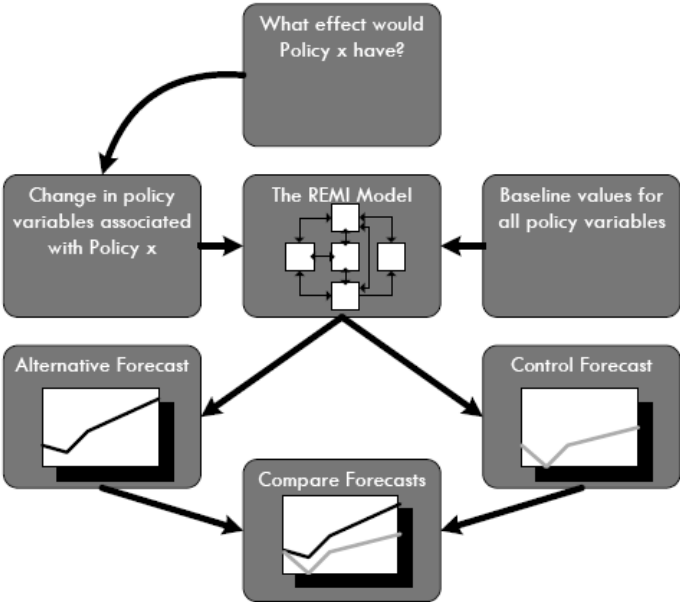 What effect would
Policy x have?
Change in policy
variables associated
with Policy x
The REMI Model
Baseline values for
all policy variables
Alternative Forecast
Control Forecast
Compare Forecasts